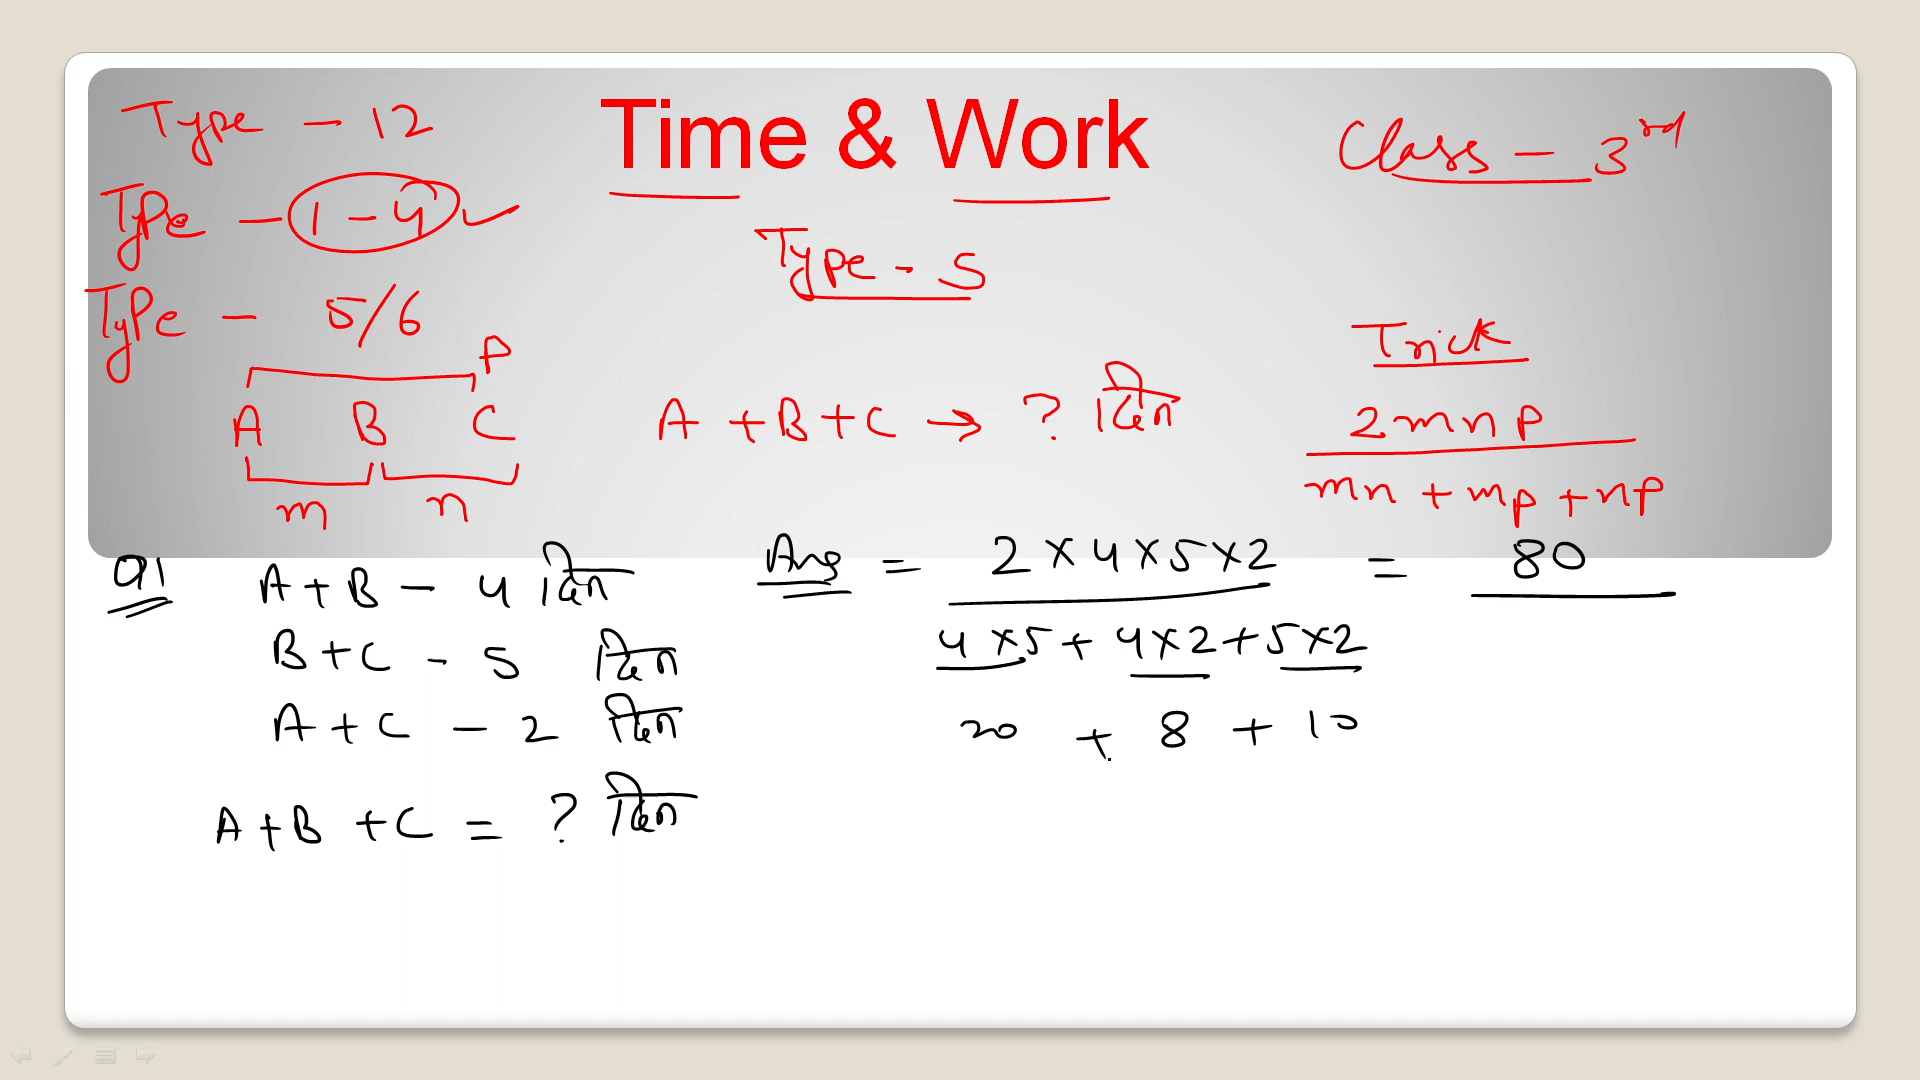 Time & Work
Type - 12
Class - 3rd
Type - 1 - 4 ✓
Type - 5
Type - 5/6
Trick
P
A B C
A + B + C → ? दिन
2 m n p
m n
mn + mp + np
Q1
A + B - 4 दिन
Ans = 2 × 4 × 5 × 2 = 80
4 × 5 + 4 × 2 + 5 × 2
B + C - 5 दिन
A + C - 2 दिन
20 + 8 + 10
A + B + C = ? दिन